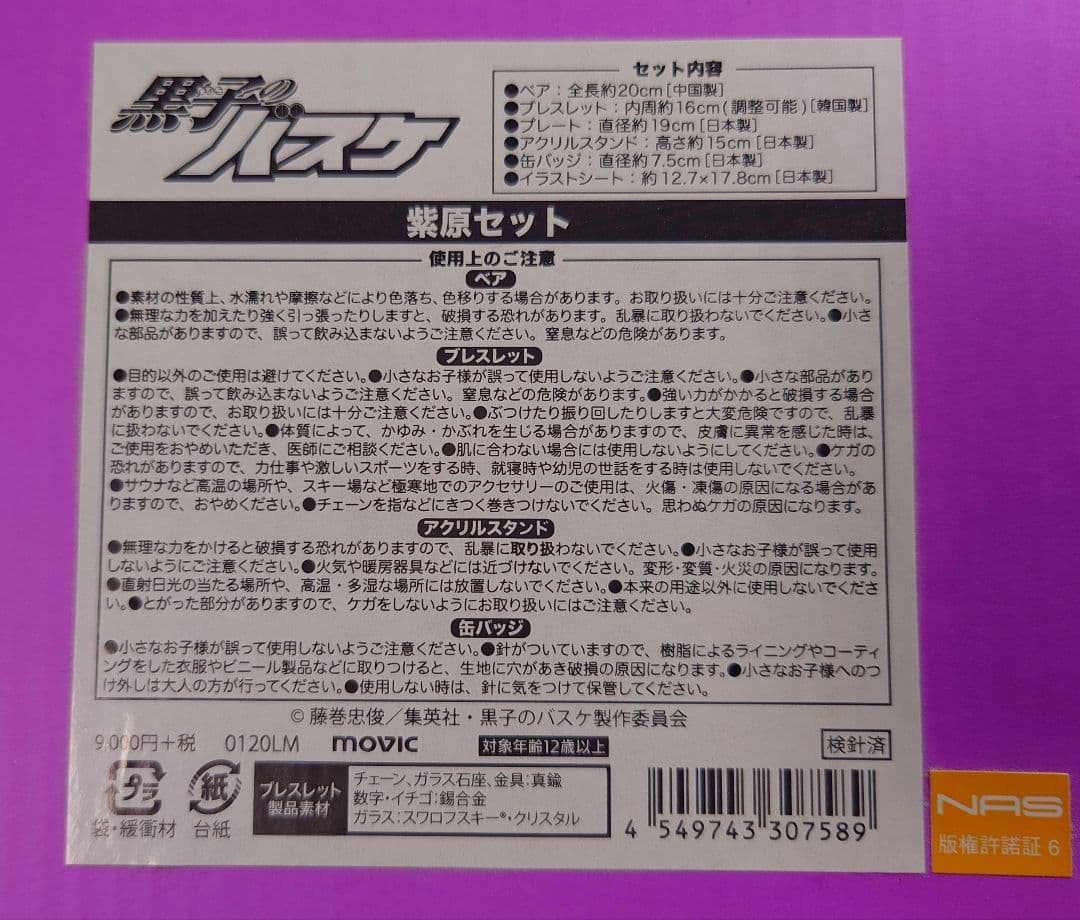 黒子の
バスケ
セット内容
●ベア：全長約20cm[中国製]
●ブレスレット：内周約16cm(調整可能)[韓国製]
●プレート：直径約19cm[日本製]
●アクリルスタンド：高さ約15cm[日本製]
●缶バッジ：直径約7.5cm[日本製]
●イラストシート：約12.7×17.8cm[日本製]
紫原セット
使用上のご注意
ベア
●素材の性質上、水濡れや摩擦などにより色落ち、色移りする場合があります。お取り扱いには十分ご注意ください。
●無理な力を加えたり強く引っ張ったりしますと、破損する恐れがあります。乱暴に取り扱わないでください。●小さ
な部品がありますので、誤って飲み込まないようご注意ください。窒息などの危険があります。
ブレスレット
●目的以外のご使用は避けてください。●小さなお子様が誤って使用しないようご注意ください。●小さな部品があり
ますので、誤って飲み込まないようご注意ください。窒息などの危険があります。●強い力がかかると破損する場合
がありますので、お取り扱いには十分ご注意ください。●ぶつけたり振り回したりしますと大変危険ですので、乱暴
に扱わないでください。●体質によって、かゆみ・かぶれを生じる場合がありますので、皮膚に異常を感じた時は、
ご使用をおやめいただき、医師にご相談ください。●肌に合わない場合には使用しないようにしてください。●ケガの
恐れがありますので、力仕事や激しいスポーツをする時、就寝時や幼児の世話をする時は使用しないでください。
●サウナなど高温の場所や、スキー場など極寒地でのアクセサリーのご使用は、火傷・凍傷の原因になる場合があ
りますので、おやめください。●チェーンを指などにきつく巻きつけないでください。思わぬケガの原因になります。
アクリルスタンド
●無理な力をかけると破損する恐れがありますので、乱暴に取り扱わないでください。●小さなお子様が誤って使用
しないようにご注意ください。●火気や暖房器具などには近づけないでください。変形・変質・火災の原因になります。
●直射日光の当たる場所や、高温・多湿な場所には放置しないでください。●本来の用途以外に使用しないでくださ
い。●とがった部分がありますので、ケガをしないようにお取り扱いにはご注意ください。
缶バッジ
●小さなお子様が誤って使用しないようご注意ください。●針がついていますので、樹脂によるライニングやコーティ
ングをした衣服やビニール製品などに取りつけると、生地に穴があき破損の原因になります。●小さなお子様へのつ
け外しは大人の方が行ってください。●使用しない時は、針に気をつけて保管してください。
©藤巻忠俊／集英社・黒子のバスケ製作委員会
9,000円+税 0120LM movic 対象年齢12歳以上 検針済
プラ
袋・緩衝材
紙
台紙
ブレスレット
製品素材
チェーン、ガラス石座、金具：真鍮
数字・イチゴ：錫合金
ガラス：スワロフスキー®・クリスタル
4 549743 307589
NAS
版権許諾証 6